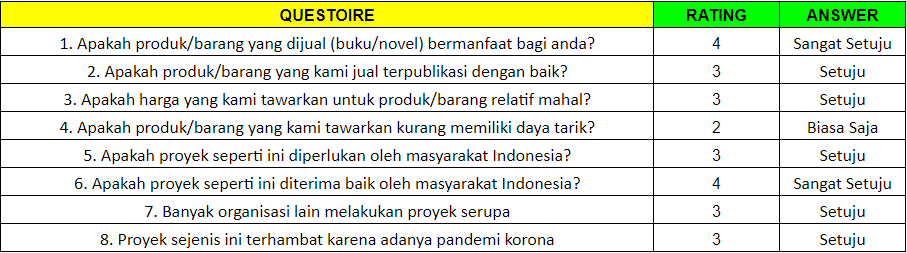 QUESTOIRE RATING ANSWER
1. Apakah produk/barang yang dijual (buku/novel) bermanfaat bagi anda? 4 Sangat Setuju
2. Apakah produk/barang yang kami jual terpublikasi dengan baik? 3 Setuju
3. Apakah harga yang kami tawarkan untuk produk/barang relatif mahal? 3 Setuju
4. Apakah produk/barang yang kami tawarkan kurang memiliki daya tarik? 2 Biasa Saja
5. Apakah proyek seperti ini diperlukan oleh masyarakat Indonesia? 3 Setuju
6. Apakah proyek seperti ini diterima baik oleh masyarakat Indonesia? 4 Sangat Setuju
7. Banyak organisasi lain melakukan proyek serupa 3 Setuju
8. Proyek sejenis ini terhambat karena adanya pandemi korona 3 Setuju